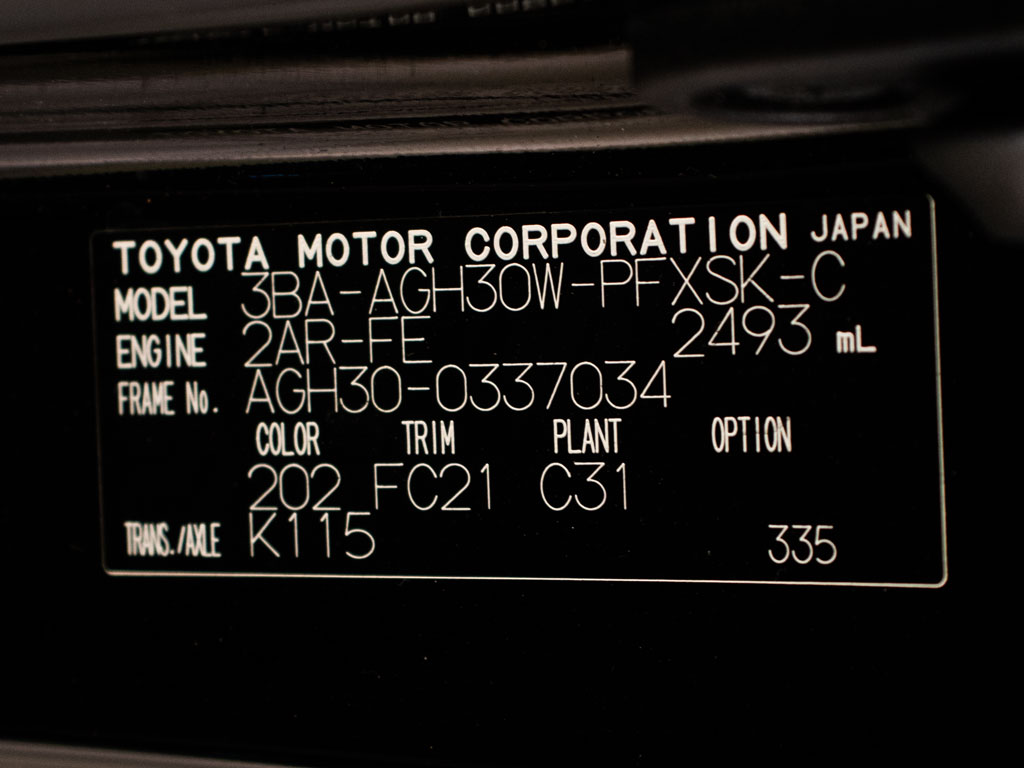 TOYOTA MOTOR CORPORATION JAPAN
MODEL 3BA-AGH30W-PFXSK-C
ENGINE 2AR-FE 2493 mL
FRAME No. AGH30-0337034
COLOR TRIM PLANT OPTION
202 FC21 C31
TRANS./AXLE K115 335